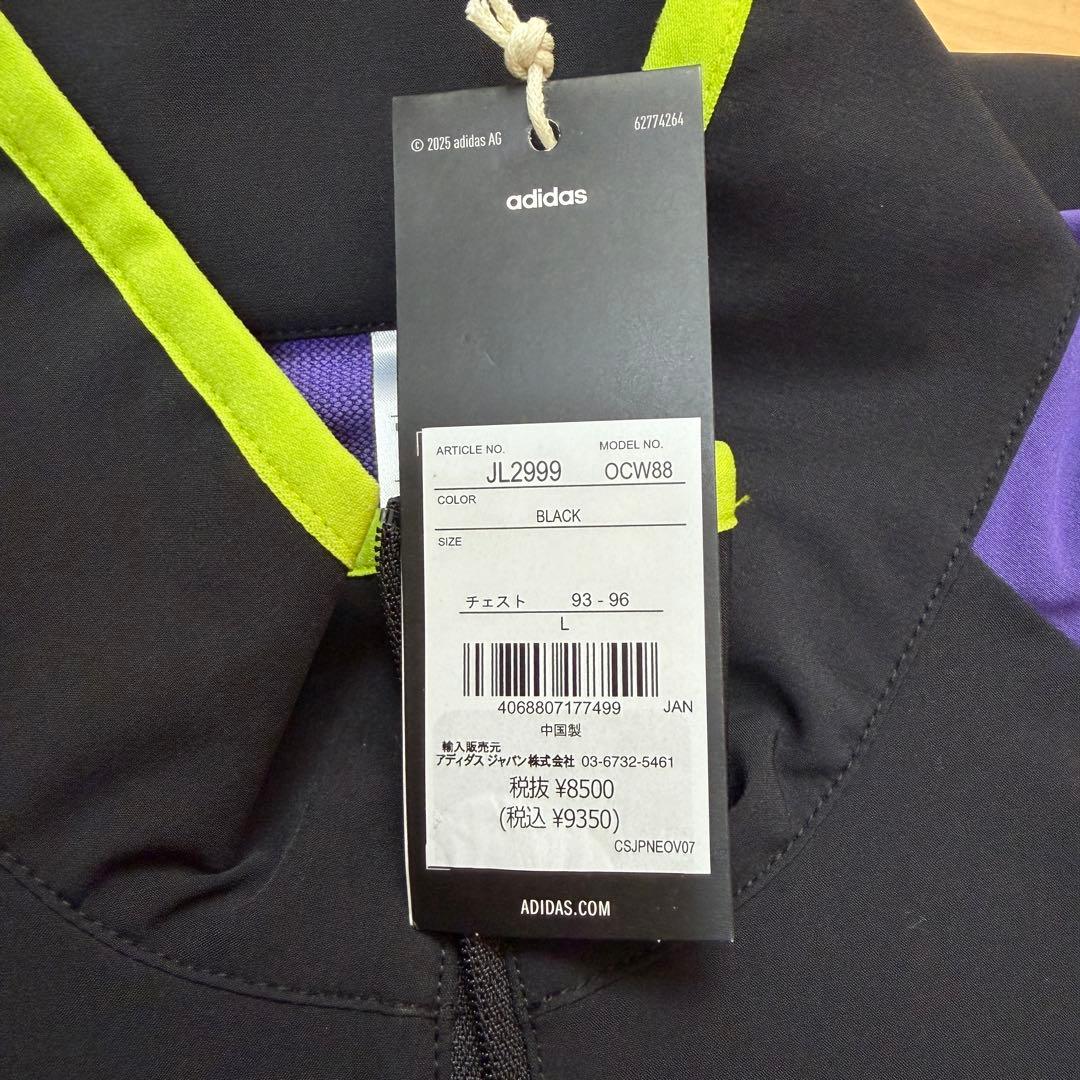 © 2025 adidas AG
62774264
adidas
ARTICLE NO. MODEL NO.
JL2999 OCW88
COLOR
BLACK
SIZE
チェスト 93 - 96
L
4068807177499 JAN
中国製
輸入販売元
アディダス ジャパン株式会社 03-6732-5461
税抜 ¥8500
(税込 ¥9350)
CSJPNEOV07
ADIDAS.COM